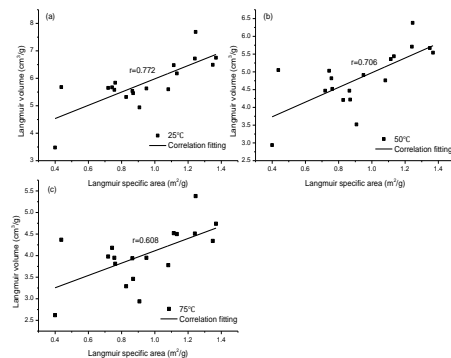 (a)
8
7
6
5
4
3
Langmuir volume (cm³/g)
r=0.772
25℃
Correlation fitting
0.4 0.6 0.8 1.0 1.2 1.4
Langmuir specific area (m²/g)
(b)
6.5
6.0
5.5
5.0
4.5
4.0
3.5
3.0
2.5
Langmuir volume (cm³/g)
r=0.706
50℃
Correlation fitting
0.4 0.6 0.8 1.0 1.2 1.4
Langmuir specific area (m²/g)
(c)
5.5
5.0
4.5
4.0
3.5
3.0
2.5
Langmuir volume (cm³/g)
r=0.608
75℃
Correlation fitting
0.4 0.6 0.8 1.0 1.2 1.4
Langmuir specific area (m²/g)